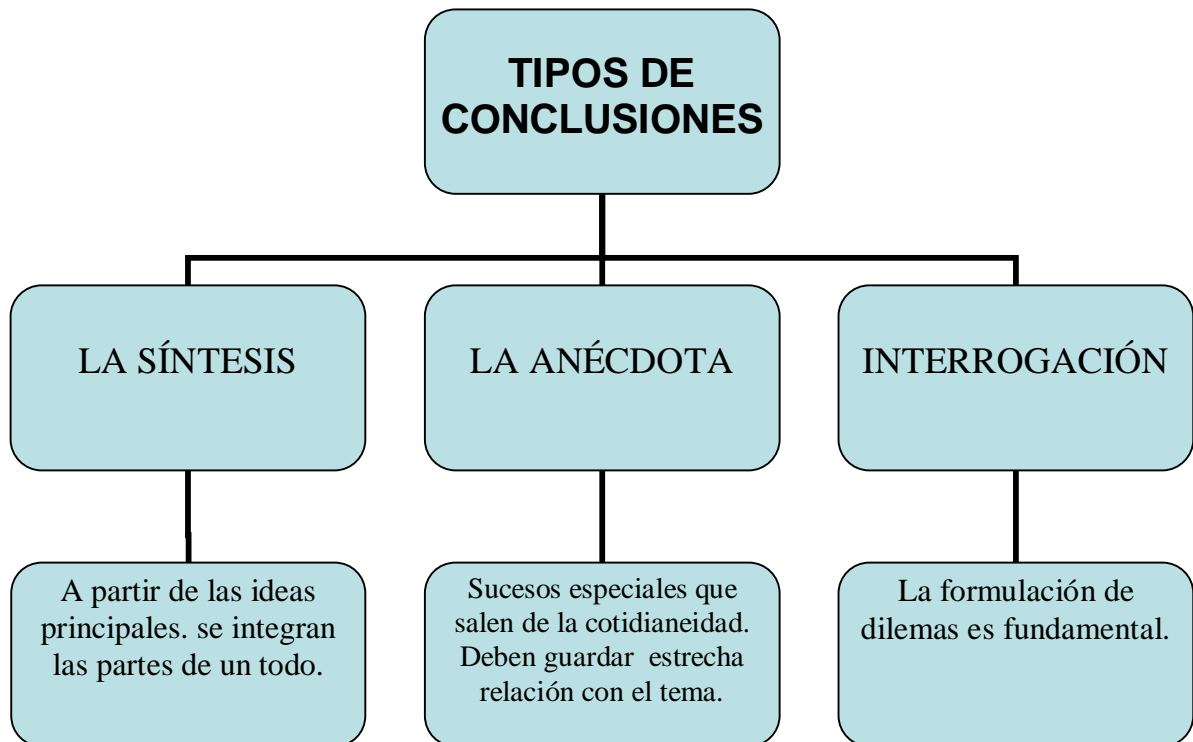 TIPOS DE
CONCLUSIONES
LA SÍNTESIS
LA ANÉCDOTA
INTERROGACIÓN
A partir de las ideas
principales. se integran
las partes de un todo.
Sucesos especiales que
salen de la cotidianeidad.
Deben guardar estrecha
relación con el tema.
La formulación de
dilemas es fundamental.